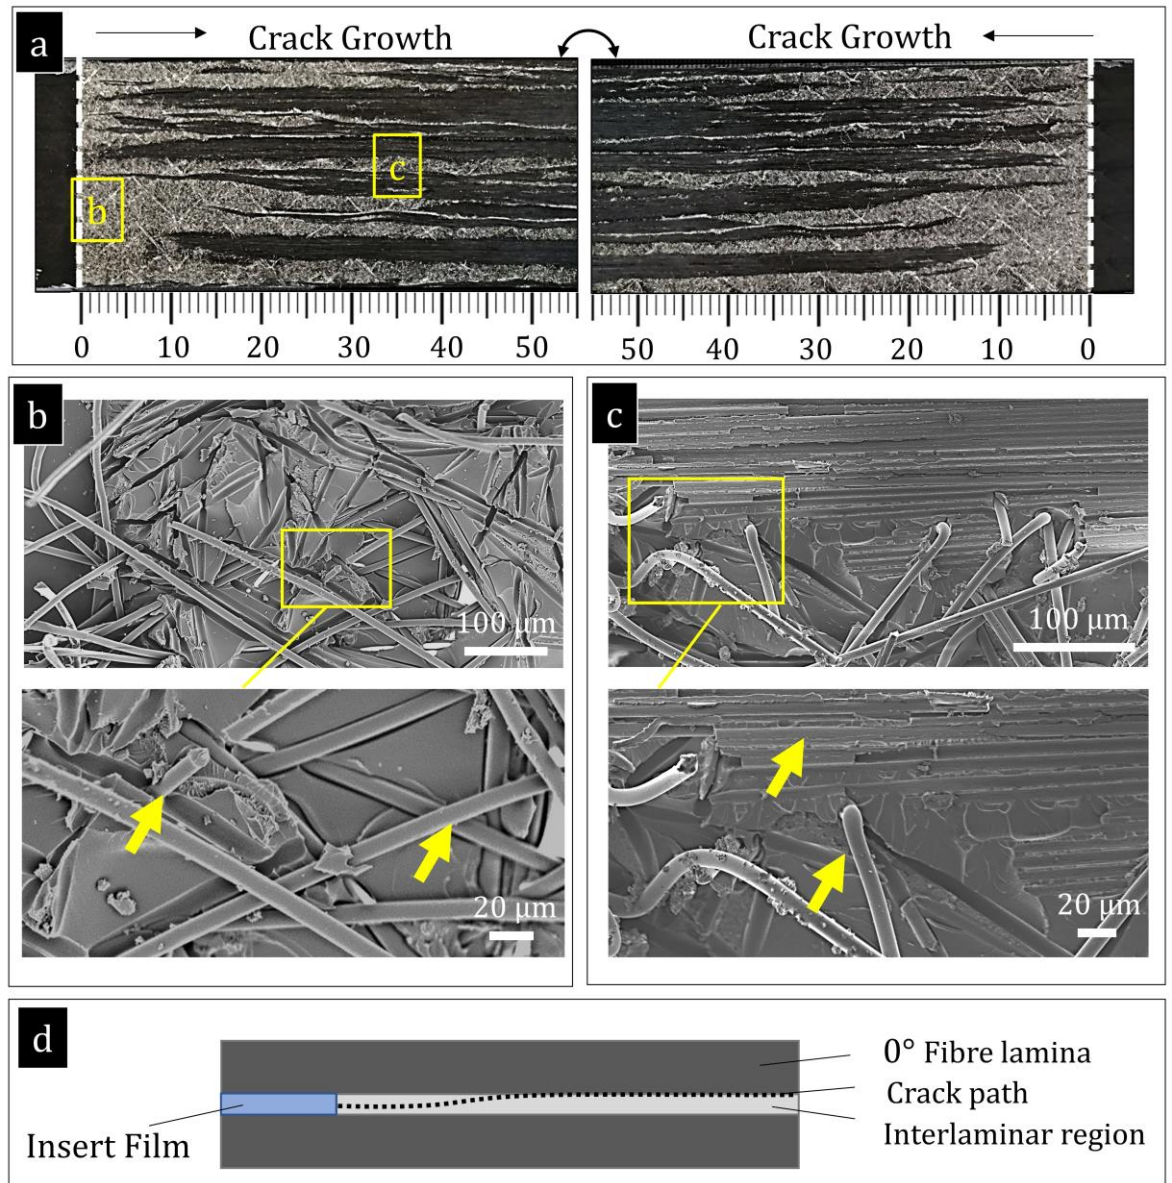 a
Crack Growth
Crack Growth
b
c
0 10 20 30 40 50
50 40 30 20 10 0
b
100 µm
20 µm
c
100 µm
20 µm
d
0° Fibre lamina
Crack path
Interlaminar region
Insert Film